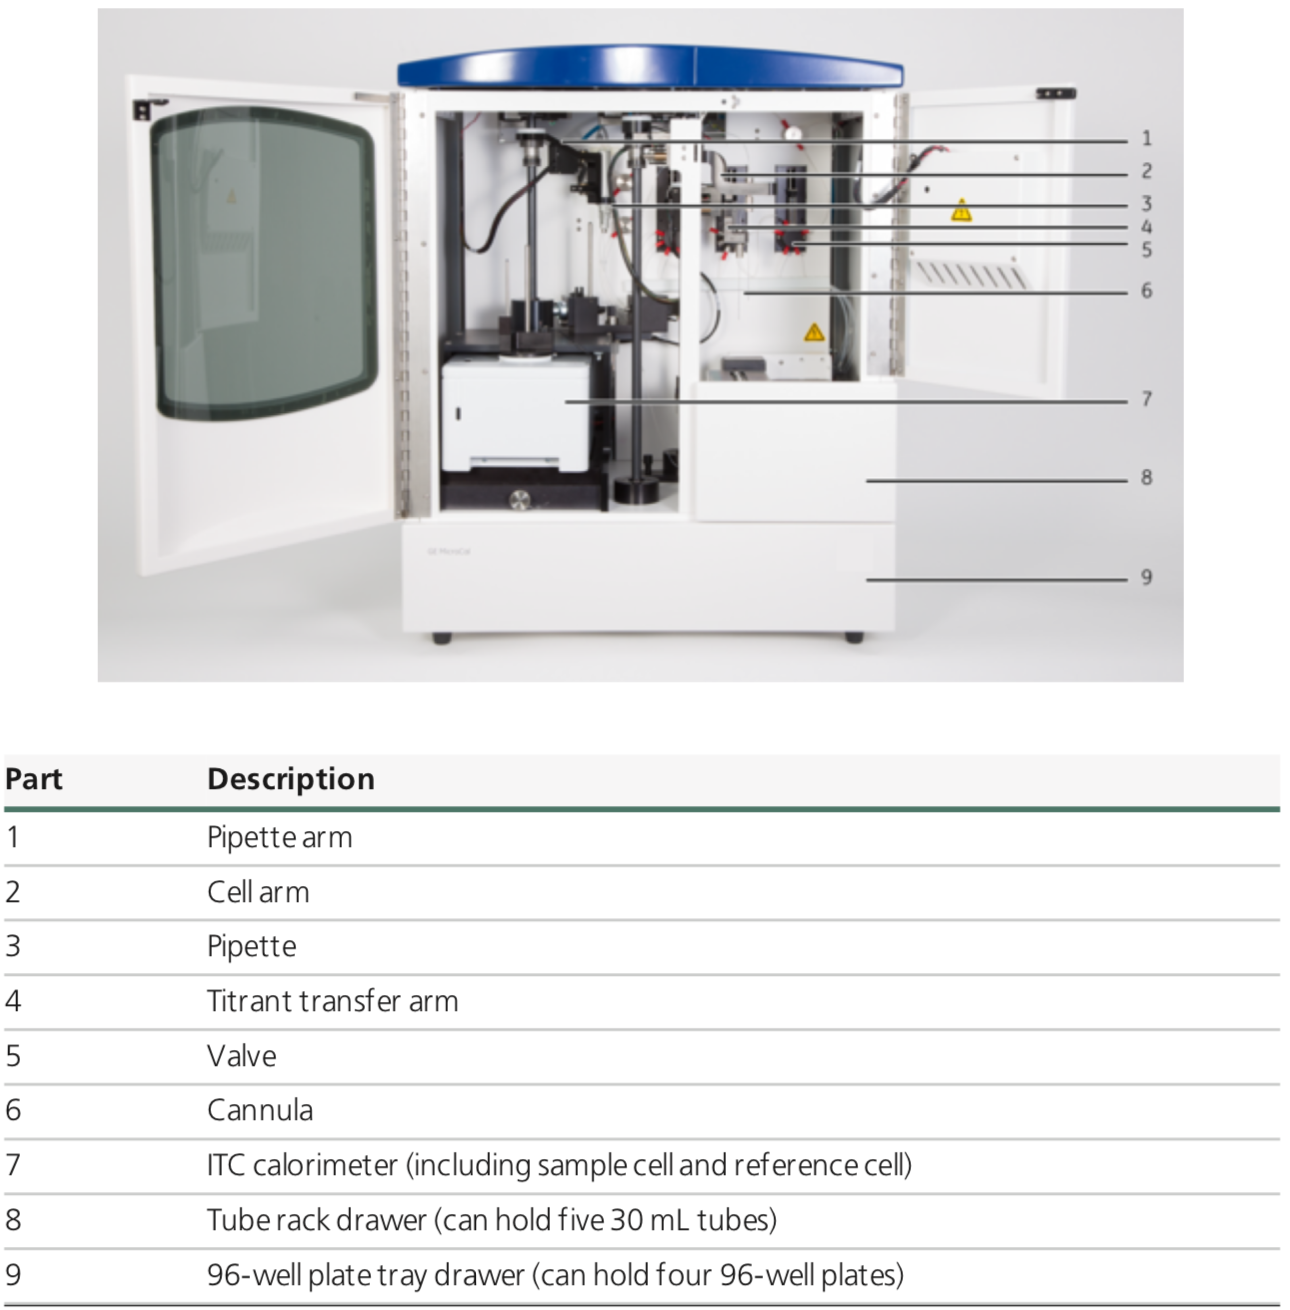 1
2
3
4
5
6
7
8
9
GE MicroCal
Part Description
1 Pipette arm
2 Cell arm
3 Pipette
4 Titrant transfer arm
5 Valve
6 Cannula
7 ITC calorimeter (including sample cell and reference cell)
8 Tube rack drawer (can hold five 30 mL tubes)
9 96-well plate tray drawer (can hold four 96-well plates)